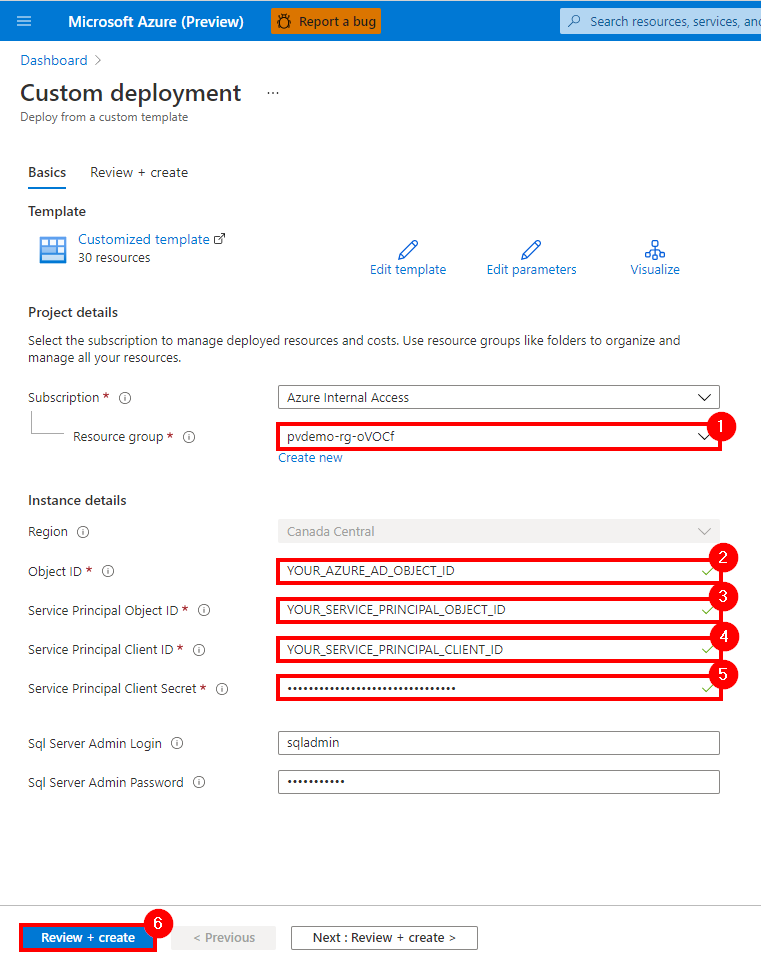 Microsoft Azure (Preview)
Report a bug
Search resources, services, and
Dashboard
Custom deployment
...
Deploy from a custom template
Basics
Review + create
Template
Customized template
30 resources
Edit template
Edit parameters
Visualize
Project details
Select the subscription to manage deployed resources and costs. Use resource groups like folders to organize and
manage all your resources.
Subscription *
Azure Internal Access
Resource group *
pvdemo-rg-oVOCf
1
Create new
Instance details
Region
Canada Central
Object ID *
YOUR_AZURE_AD_OBJECT_ID
2
Service Principal Object ID *
YOUR_SERVICE_PRINCIPAL_OBJECT_ID
3
Service Principal Client ID *
YOUR_SERVICE_PRINCIPAL_CLIENT_ID
4
Service Principal Client Secret *
••••••••••••••••••••••••••••••••
5
Sql Server Admin Login
sqladmin
Sql Server Admin Password
•••••••••••
Review + create
6
< Previous
Next : Review + create >